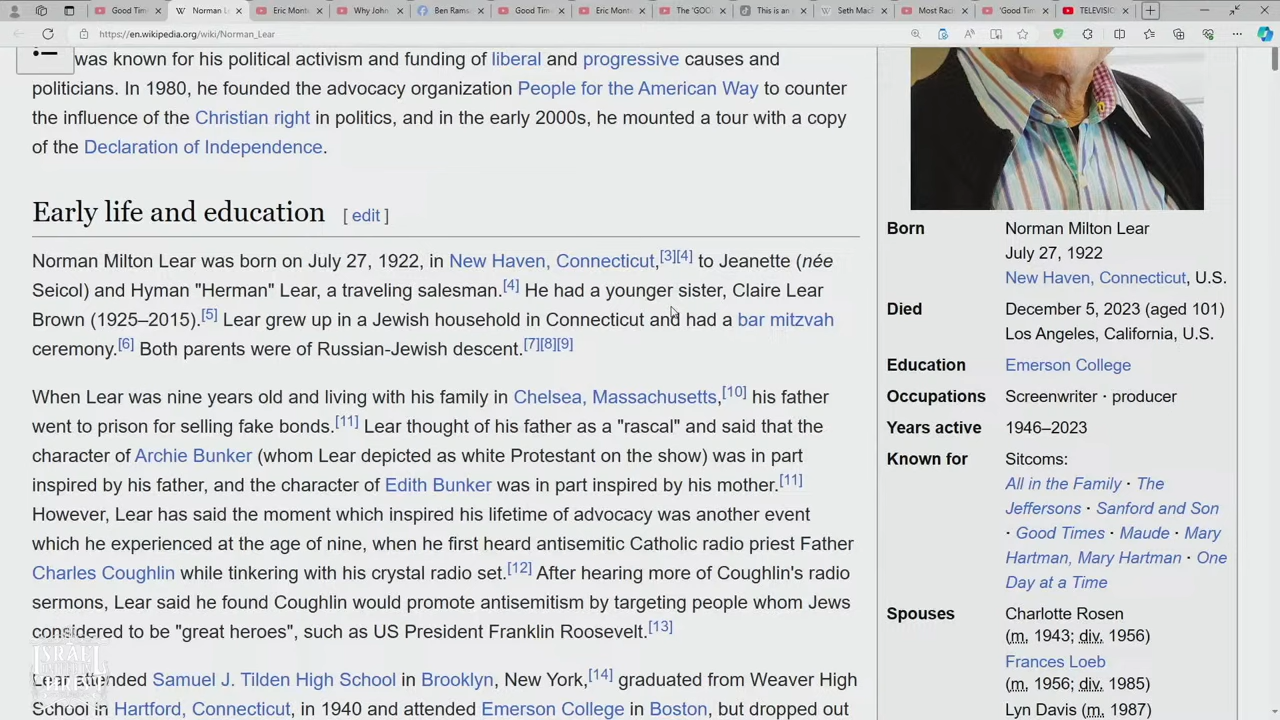 Good Time
Norman L
Eric Monte
Why John
Ben Rams
Good Time
Eric Mont
The 'GOO
This is an
Seth Mack
Most Raci
'Good Tim
TELEVISIO
https://en.wikipedia.org/wiki/Norman_Lear
was known for his political activism and funding of liberal and progressive causes and
politicians. In 1980, he founded the advocacy organization People for the American Way to counter
the influence of the Christian right in politics, and in the early 2000s, he mounted a tour with a copy
of the Declaration of Independence.
Early life and education [ edit ]
Norman Milton Lear was born on July 27, 1922, in New Haven, Connecticut,[3][4] to Jeanette (née
Seicol) and Hyman "Herman" Lear, a traveling salesman.[4] He had a younger sister, Claire Lear
Brown (1925–2015).[5] Lear grew up in a Jewish household in Connecticut and had a bar mitzvah
ceremony.[6] Both parents were of Russian-Jewish descent.[7][8][9]
When Lear was nine years old and living with his family in Chelsea, Massachusetts,[10] his father
went to prison for selling fake bonds.[11] Lear thought of his father as a "rascal" and said that the
character of Archie Bunker (whom Lear depicted as white Protestant on the show) was in part
inspired by his father, and the character of Edith Bunker was in part inspired by his mother.[11]
However, Lear has said the moment which inspired his lifetime of advocacy was another event
which he experienced at the age of nine, when he first heard antisemitic Catholic radio priest Father
Charles Coughlin while tinkering with his crystal radio set.[12] After hearing more of Coughlin's radio
sermons, Lear said he found Coughlin would promote antisemitism by targeting people whom Jews
considered to be "great heroes", such as US President Franklin Roosevelt.[13]
Lear attended Samuel J. Tilden High School in Brooklyn, New York,[14] graduated from Weaver High
School in Hartford, Connecticut, in 1940 and attended Emerson College in Boston, but dropped out
Born Norman Milton Lear
July 27, 1922
New Haven, Connecticut, U.S.
Died December 5, 2023 (aged 101)
Los Angeles, California, U.S.
Education Emerson College
Occupations Screenwriter · producer
Years active 1946–2023
Known for Sitcoms:
All in the Family · The
Jeffersons · Sanford and Son
· Good Times · Maude · Mary
Hartman, Mary Hartman · One
Day at a Time
Spouses Charlotte Rosen
(m. 1943; div. 1956)
Frances Loeb
(m. 1956; div. 1985)
Lyn Davis (m. 1987)
ISRAEL